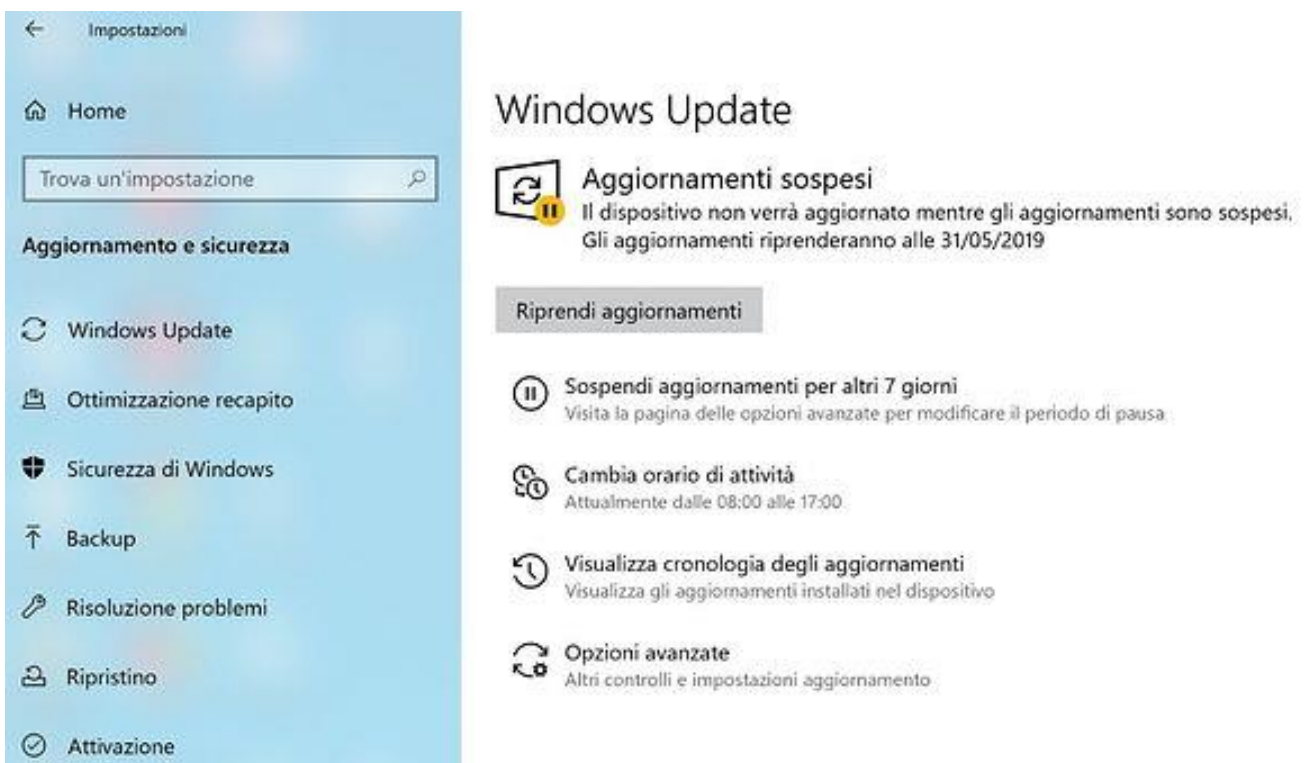 Impostazioni
Home
Trova un'impostazione
Aggiornamento e sicurezza
Windows Update
Ottimizzazione recapito
Sicurezza di Windows
Backup
Risoluzione problemi
Ripristino
Attivazione
Windows Update
Aggiornamenti sospesi
Il dispositivo non verrà aggiornato mentre gli aggiornamenti sono sospesi.
Gli aggiornamenti riprenderanno alle 31/05/2019
Riprendi aggiornamenti
Sospendi aggiornamenti per altri 7 giorni
Visita la pagina delle opzioni avanzate per modificare il periodo di pausa
Cambia orario di attività
Attualmente dalle 08:00 alle 17:00
Visualizza cronologia degli aggiornamenti
Visualizza gli aggiornamenti installati nel dispositivo
Opzioni avanzate
Altri controlli e impostazioni aggiornamento